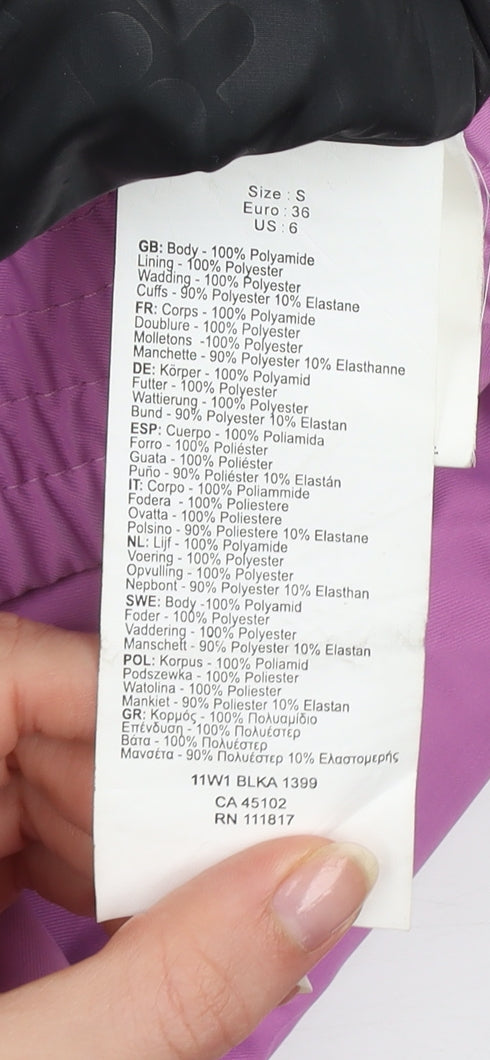 Size : S
Euro : 36
US : 6
GB: Body - 100% Polyamide
Lining - 100% Polyester
Wadding - 100% Polyester
Cuffs - 90% Polyester 10% Elastane
FR: Corps - 100% Polyamide
Doublure - 100% Polyester
Molletons -100% Polyester
Manchette - 90% Polyester 10% Elasthanne
DE: Körper - 100% Polyamid
Futter - 100% Polyester
Wattierung - 100% Polyester
Bund - 90% Polyester 10% Elastan
ESP: Cuerpo - 100% Poliamida
Forro - 100% Poliéster
Guata - 100% Poliéster
Puño - 90% Poliéster 10% Elastán
IT: Corpo - 100% Poliammide
Fodera - 100% Poliestere
Ovatta - 100% Poliestere
Polsino - 90% Poliestere 10% Elastane
NL: Lijf - 100% Polyamide
Voering - 100% Polyester
Opvulling - 100% Polyester
Nepbont - 90% Polyester 10% Elasthan
SWE: Body -100% Polyamid
Foder - 100% Polyester
Vaddering - 100% Polyester
Manschett - 90% Polyester 10% Elastan
POL: Korpus - 100% Poliamid
Podszewka - 100% Poliester
Watolina - 100% Poliester
Mankiet - 90% Poliester 10% Elastan
GR: Κορμός - 100% Πολυαμίδιο
Επένδυση - 100% Πολυέστερ
Βάτα - 100% Πολυέστερ
Μανσέτα - 90% Πολυέστερ 10% Ελαστομερής
11W1 BLKA 1399
CA 45102
RN 111817